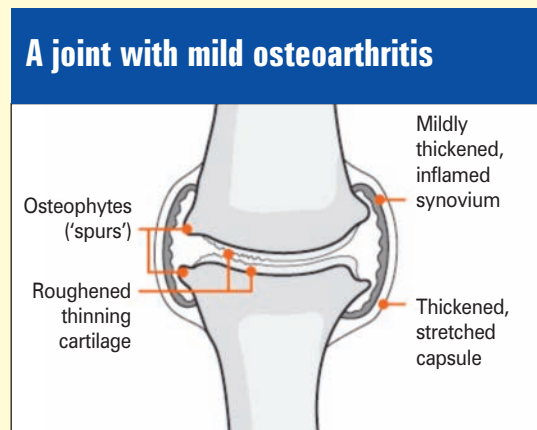 A joint with mild osteoarthritis
Osteophytes
(‘spurs’)
Roughened
thinning
cartilage
Mildly
thickened,
inflamed
synovium
Thickened,
stretched
capsule